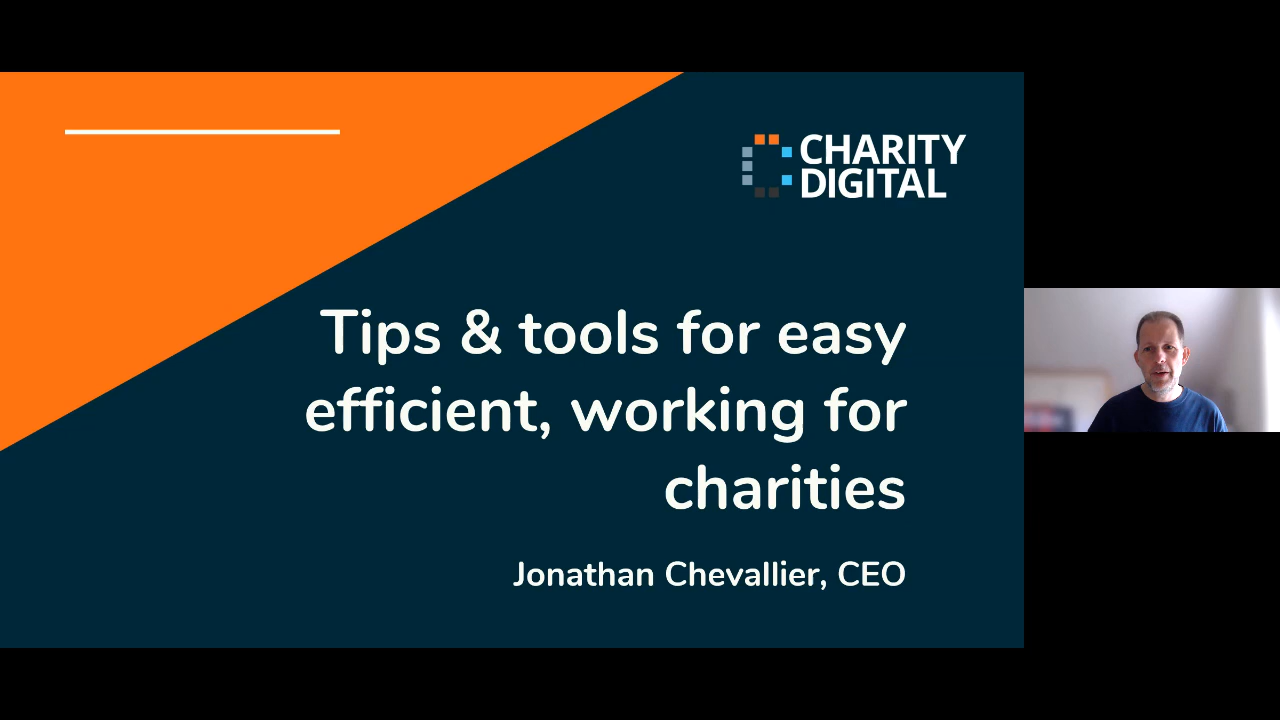 CHARITY
DIGITAL
Tips & tools for easy
efficient, working for
charities
Jonathan Chevallier, CEO